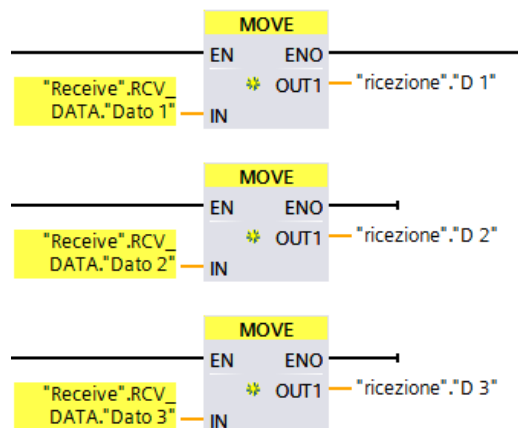 MOVE
EN ENO
"Receive".RCV_
DATA."Dato 1"
OUT1
"ricezione"."D 1"
IN
MOVE
EN ENO
"Receive".RCV_
DATA."Dato 2"
OUT1
"ricezione"."D 2"
IN
MOVE
EN ENO
"Receive".RCV_
DATA."Dato 3"
OUT1
"ricezione"."D 3"
IN